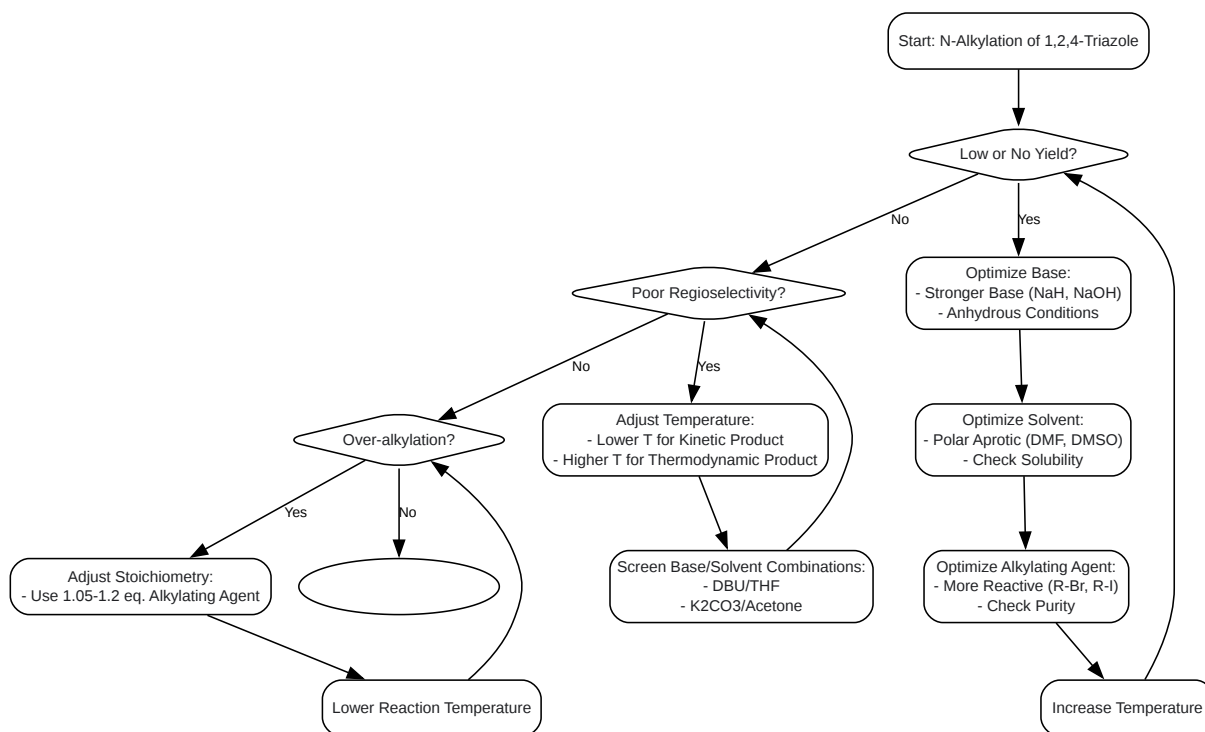 Start: N-Alkylation of 1,2,4-Triazole
Low or No Yield?
No
Yes
Poor Regioselectivity?
Optimize Base:
- Stronger Base (NaH, NaOH)
- Anhydrous Conditions
No
Yes
Over-alkylation?
Adjust Temperature:
- Lower T for Kinetic Product
- Higher T for Thermodynamic Product
Optimize Solvent:
- Polar Aprotic (DMF, DMSO)
- Check Solubility
Yes
No
Adjust Stoichiometry:
- Use 1.05-1.2 eq. Alkylating Agent
Screen Base/Solvent Combinations:
- DBU/THF
- K2CO3/Acetone
Optimize Alkylating Agent:
- More Reactive (R-Br, R-I)
- Check Purity
Lower Reaction Temperature
Increase Temperature